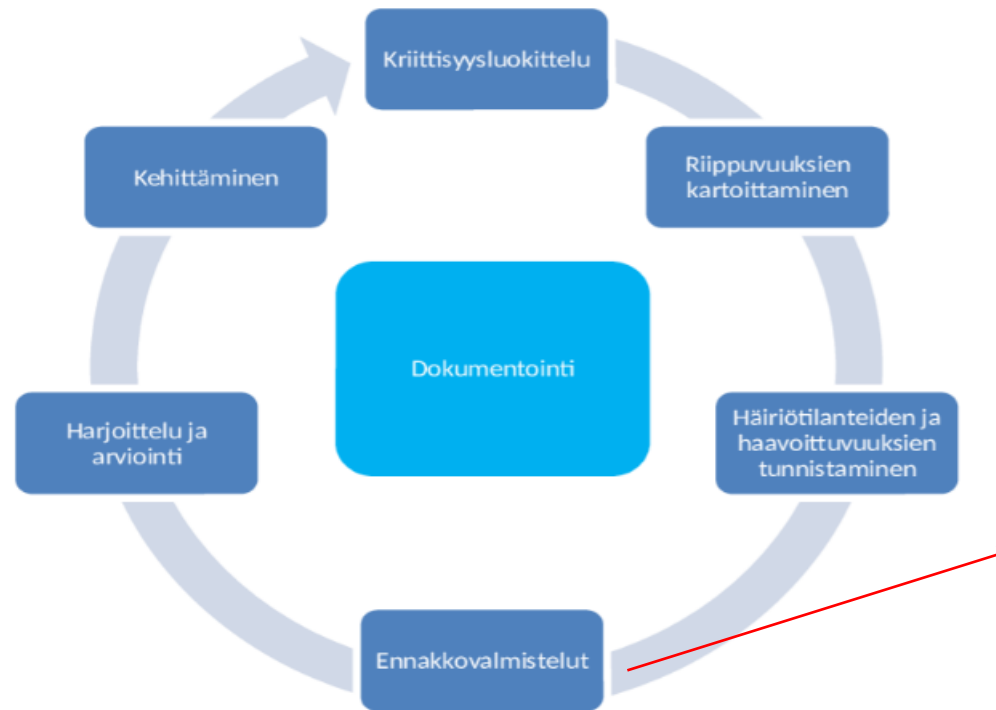 Kriittisyysluokittelu
Riippuvuuksien
kartoittaminen
Häiriötilanteiden ja
haavoittuvuuksien
tunnistaminen
Ennakkovalmistelut
Harjoittelu ja
arviointi
Kehittäminen
Dokumentointi